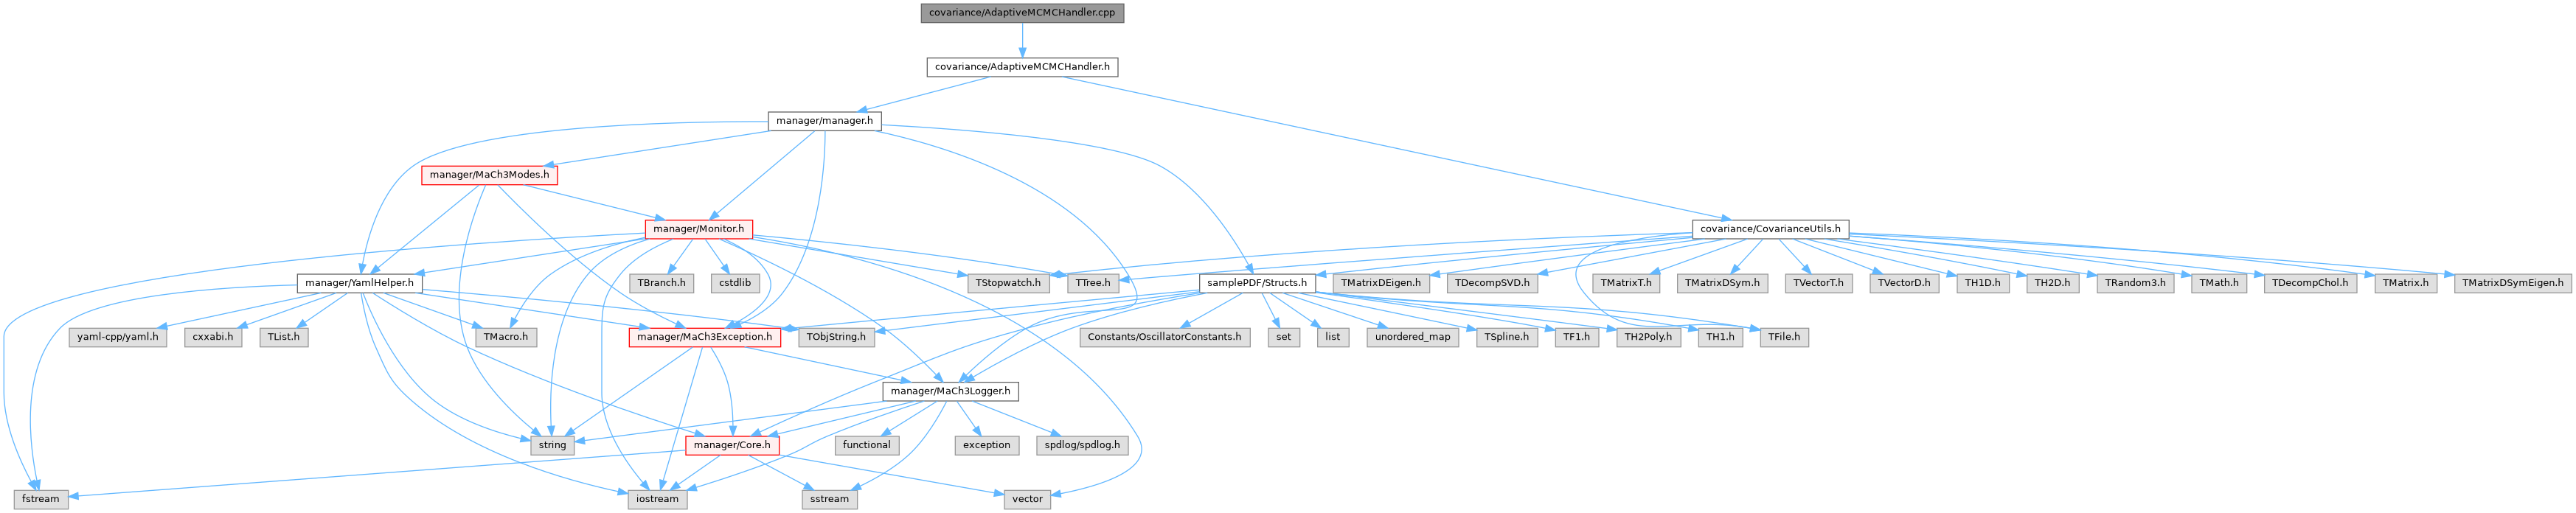 covariance/AdaptiveMCMCHandler.cpp
covariance/AdaptiveMCMCHandler.h
manager/manager.h
manager/MaCh3Modes.h
manager/Monitor.h
covariance/CovarianceUtils.h
manager/YamlHelper.h
TBranch.h
cstdlib
TStopwatch.h
TTree.h
samplePDF/Structs.h
TMatrixDEigen.h
TDecompSVD.h
TMatrixT.h
TMatrixDSym.h
TVectorT.h
TVectorD.h
TH1D.h
TH2D.h
TRandom3.h
TMath.h
TDecompChol.h
TMatrix.h
TMatrixDSymEigen.h
yaml-cpp/yaml.h
cxxabi.h
TList.h
TMacro.h
manager/MaCh3Exception.h
TObjString.h
Constants/OscillatorConstants.h
set
list
unordered_map
TSpline.h
TF1.h
TH2Poly.h
TH1.h
TFile.h
manager/MaCh3Logger.h
string
manager/Core.h
functional
exception
spdlog/spdlog.h
fstream
iostream
sstream
vector